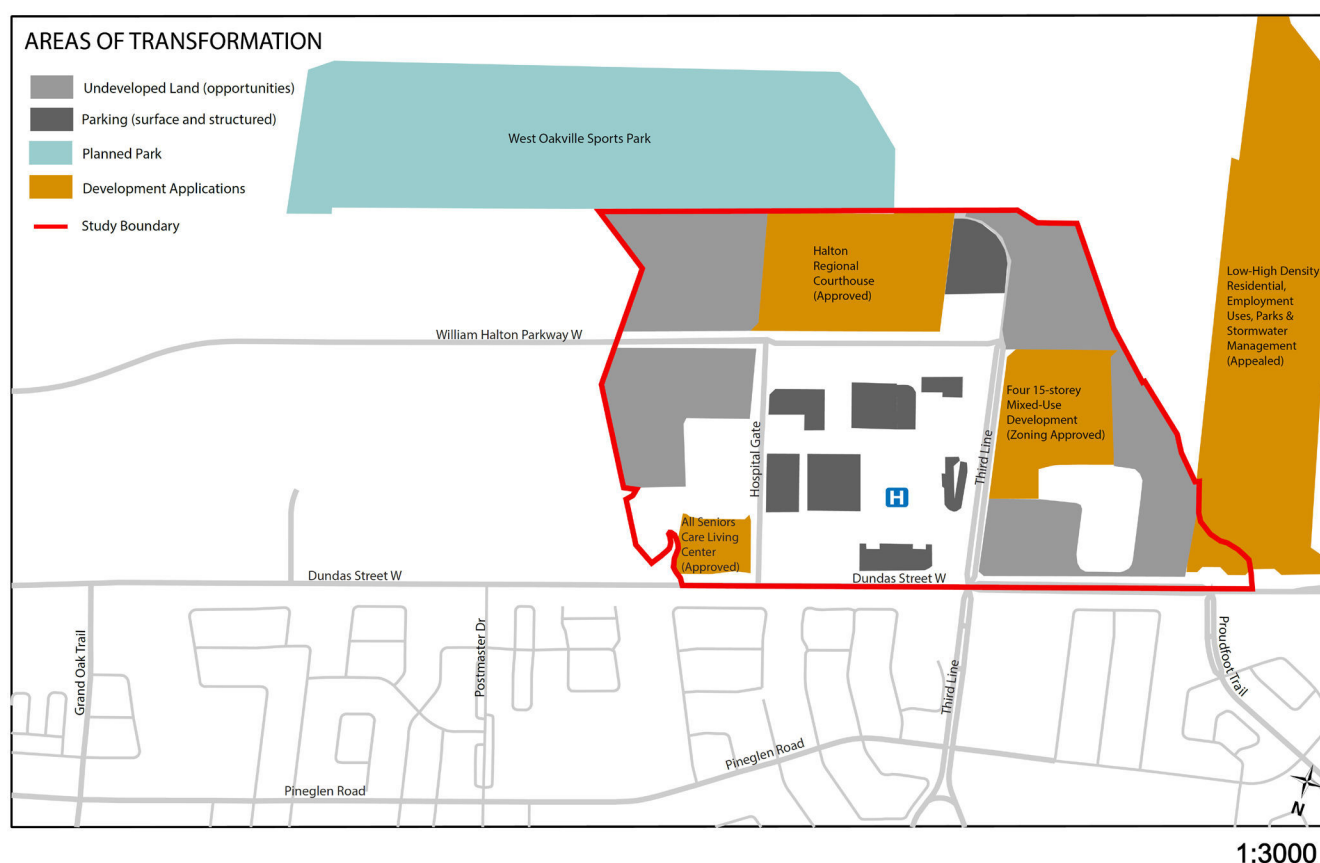 AREAS OF TRANSFORMATION
Undeveloped Land (opportunities)
Parking (surface and structured)
Planned Park
Development Applications
Study Boundary
West Oakville Sports Park
Halton
Regional
Courthouse
(Approved)
Low-High Density
Residential,
Employment
Uses, Parks &
Stormwater
Management
(Appealed)
William Halton Parkway W
Four 15-storey
Mixed-Use
Development
(Zoning Approved)
Hospital Gate
Third Line
H
All Seniors
Care Living
Center
(Approved)
Dundas Street W
Dundas Street W
Grand Oak Trail
Postmaster Dr
Third Line
Proudfoot Trail
Pineglen Road
Pineglen Road
N
1:3000